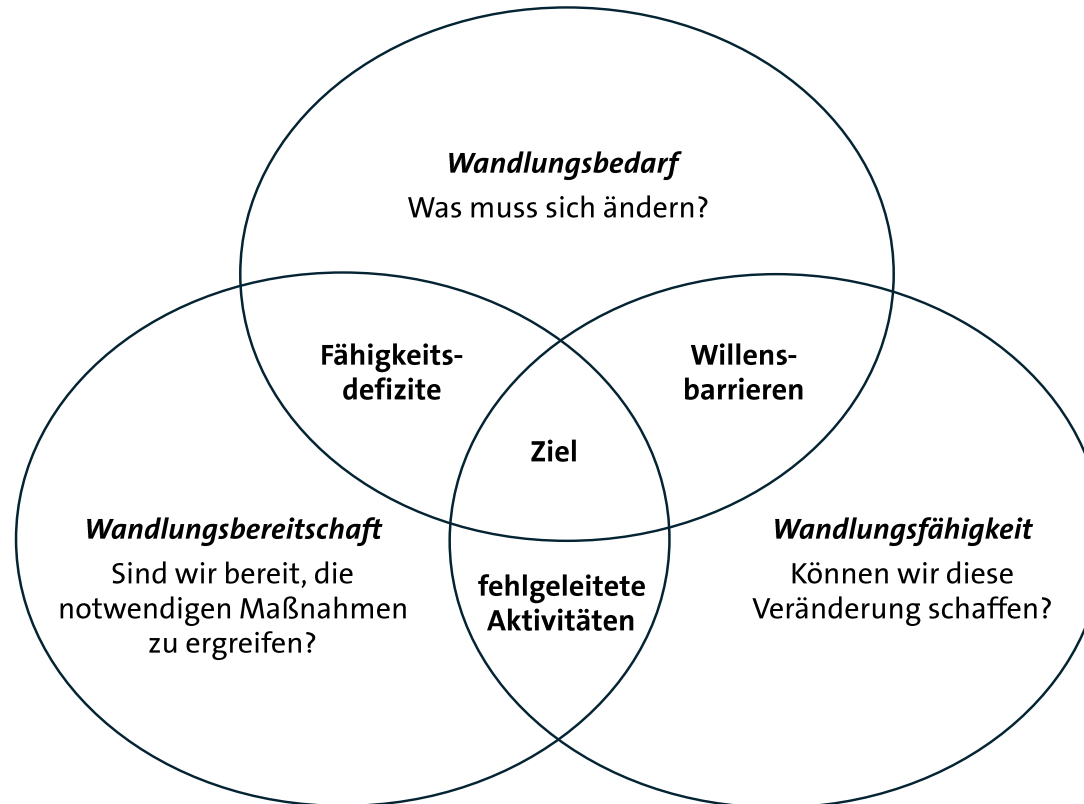 Wandlungsbedarf
Was muss sich ändern?
Fähigkeits-
defizite
Willens-
barrieren
Ziel
Wandlungsbereitschaft
Sind wir bereit, die
notwendigen Maßnahmen
zu ergreifen?
Wandlungsfähigkeit
Können wir diese
Veränderung schaffen?
fehlgeleitete
Aktivitäten